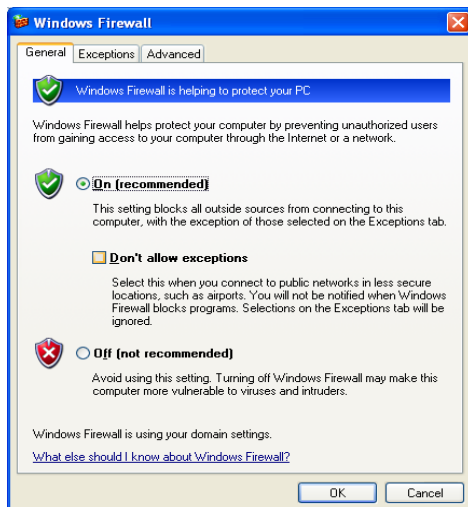 Windows Firewall
General Exceptions Advanced
Windows Firewall is helping to protect your PC
Windows Firewall helps protect your computer by preventing unauthorized users
from gaining access to your computer through the Internet or a network.
On (recommended)
This setting blocks all outside sources from connecting to this
computer, with the exception of those selected on the Exceptions tab.
Don't allow exceptions
Select this when you connect to public networks in less secure
locations, such as airports. You will not be notified when Windows
Firewall blocks programs. Selections on the Exceptions tab will be
ignored.
Off (not recommended)
Avoid using this setting. Turning off Windows Firewall may make this
computer more vulnerable to viruses and intruders.
Windows Firewall is using your domain settings.
What else should I know about Windows Firewall?
OK Cancel